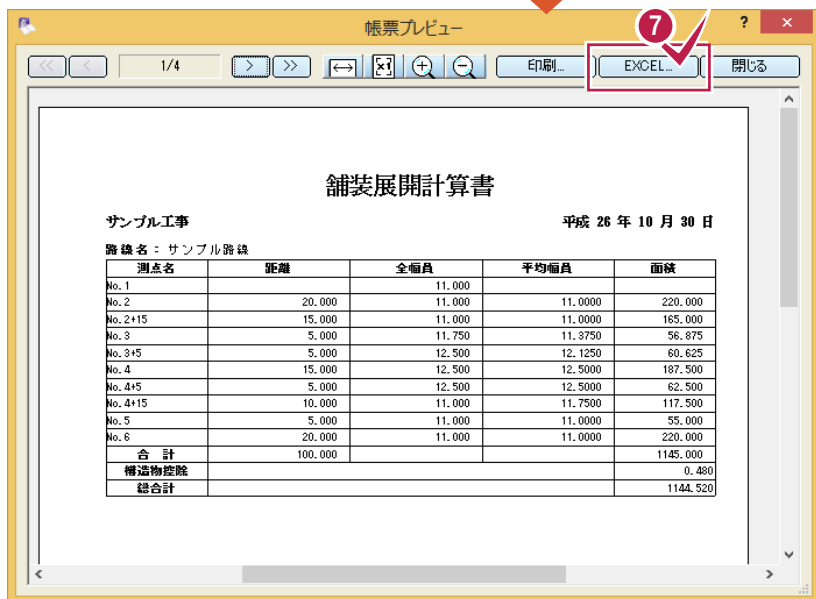 帳票プレビュー
7
?
×
<<
<
1/4
>
>>
×1
印刷...
EXCEL...
閉じる
舗装展開計算書
サンプル工事 平成 26 年 10 月 30 日
路線名：サンプル路線
測点名 距離 全幅員 平均幅員 面積
No.1 11.000
No.2 20.000 11.000 11.0000 220.000
No.2+15 15.000 11.000 11.0000 165.000
No.3 5.000 11.750 11.3750 56.875
No.3+5 5.000 12.500 12.1250 60.625
No.4 15.000 12.500 12.5000 187.500
No.4+5 5.000 12.500 12.5000 62.500
No.4+15 10.000 11.000 11.7500 117.500
No.5 5.000 11.000 11.0000 55.000
No.6 20.000 11.000 11.0000 220.000
合 計 100.000 1145.000
構造物控除 0.480
総合計 1144.520